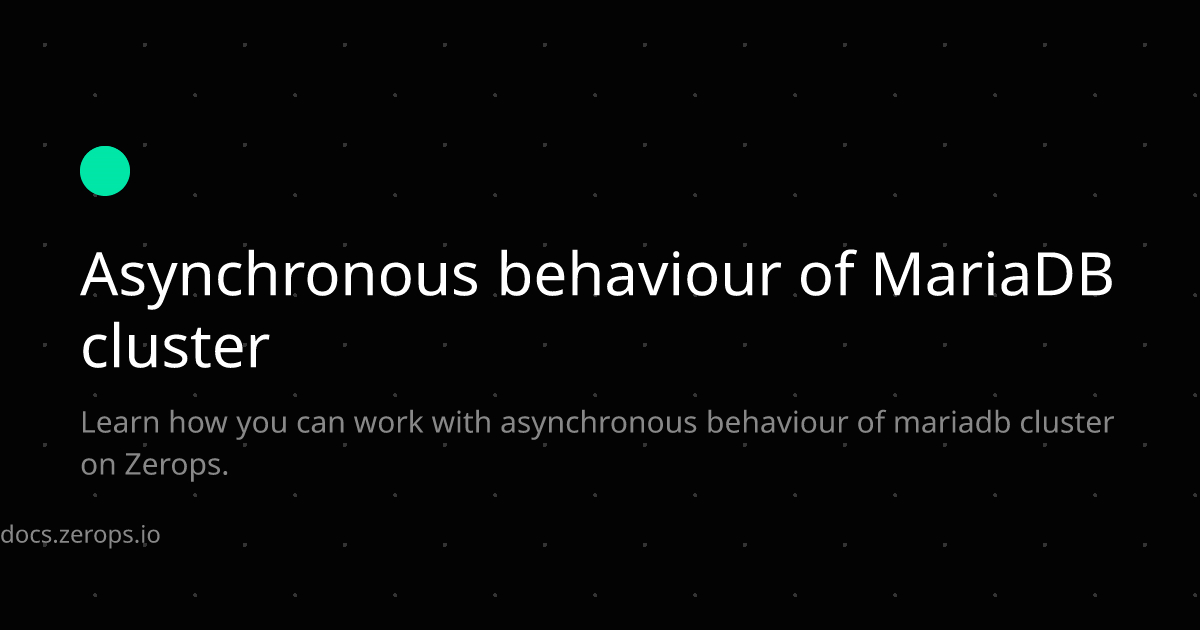 Asynchronous behaviour of MariaDB
cluster
Learn how you can work with asynchronous behaviour of mariadb cluster
on Zerops.
docs.zerops.io